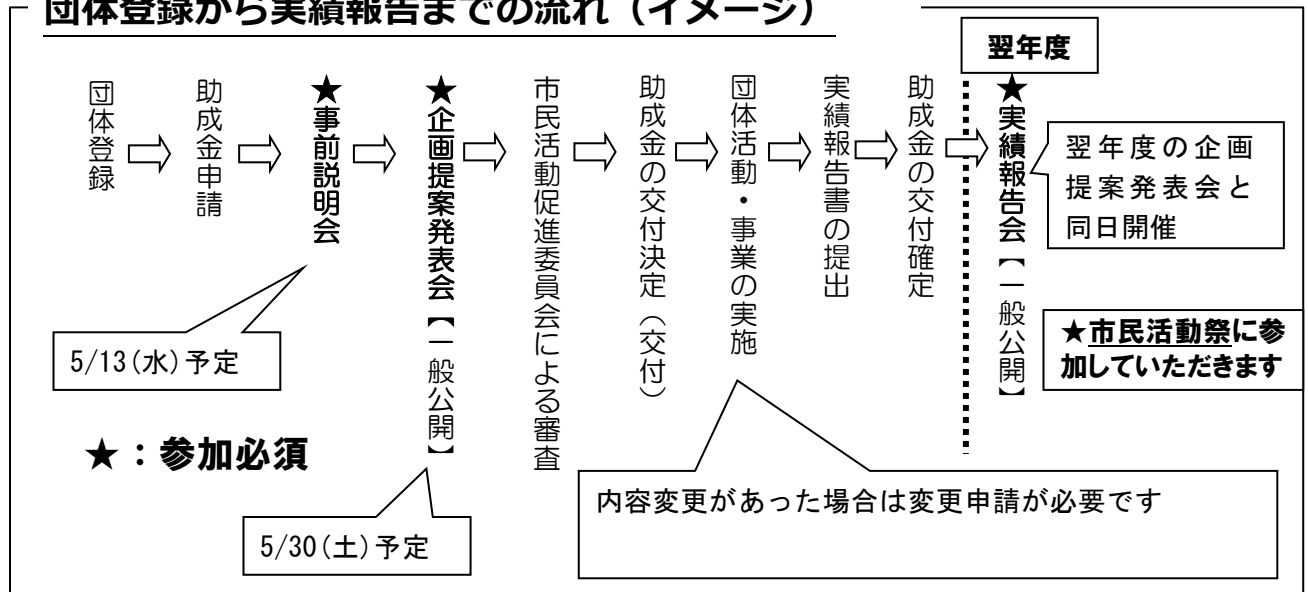 団体登録から実績報告までの流れ（イメージ）
翌年度
団体登録
助成金申請
★事前説明会
★企画提案発表会【一般公開】
市民活動促進委員会による審査
助成金の交付決定（交付）
団体活動・事業の実施
実績報告書の提出
助成金の交付確定
★実績報告会【一般公開】
翌年度の企画
提案発表会と
同日開催
★市民活動祭に参
加していただきます
5/13(水)予定
★：参加必須
5/30(土)予定
内容変更があった場合は変更申請が必要です